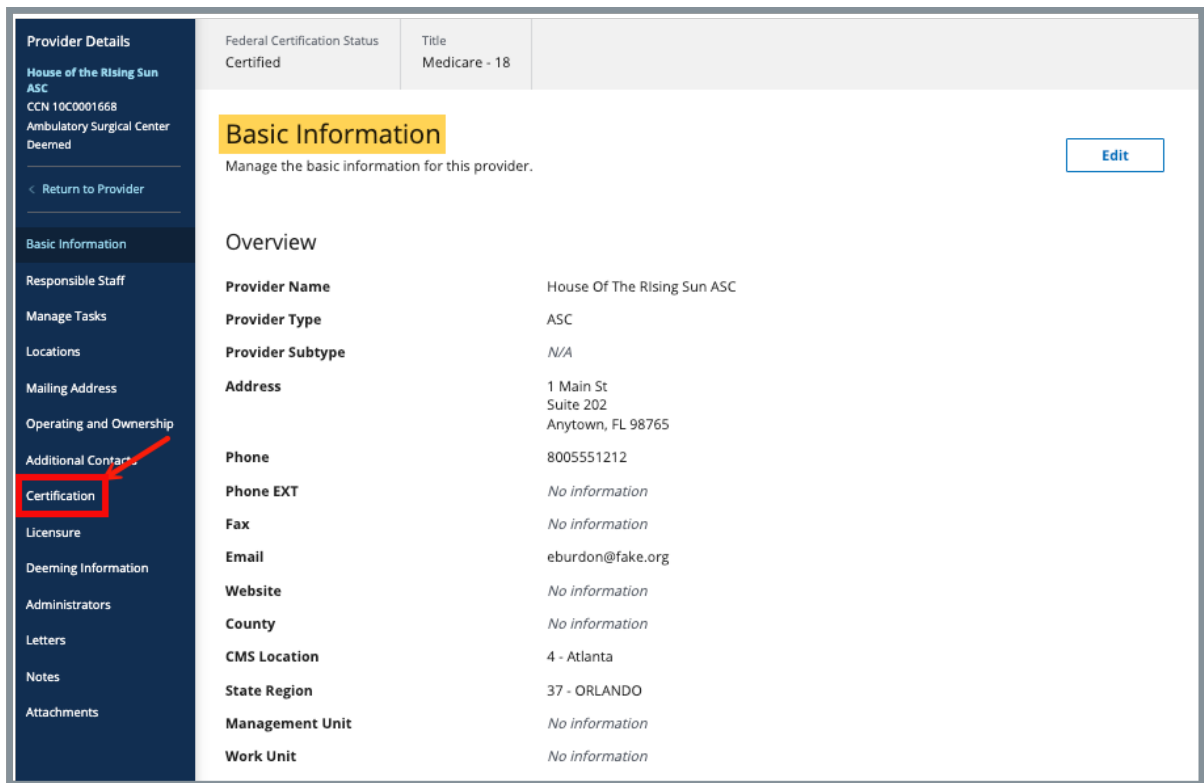 Provider Details
House of the RIsing Sun
ASC
CCN 10C0001668
Ambulatory Surgical Center
Deemed
< Return to Provider
Basic Information
Responsible Staff
Manage Tasks
Locations
Mailing Address
Operating and Ownership
Additional Contacts
Certification
Licensure
Deeming Information
Administrators
Letters
Notes
Attachments
Federal Certification Status
Certified
Title
Medicare - 18
Basic Information
Manage the basic information for this provider.
Edit
Overview
Provider Name House Of The RIsing Sun ASC
Provider Type ASC
Provider Subtype N/A
Address 1 Main St
Suite 202
Anytown, FL 98765
Phone 8005551212
Phone EXT No information
Fax No information
Email eburdon@fake.org
Website No information
County No information
CMS Location 4 - Atlanta
State Region 37 - ORLANDO
Management Unit No information
Work Unit No information